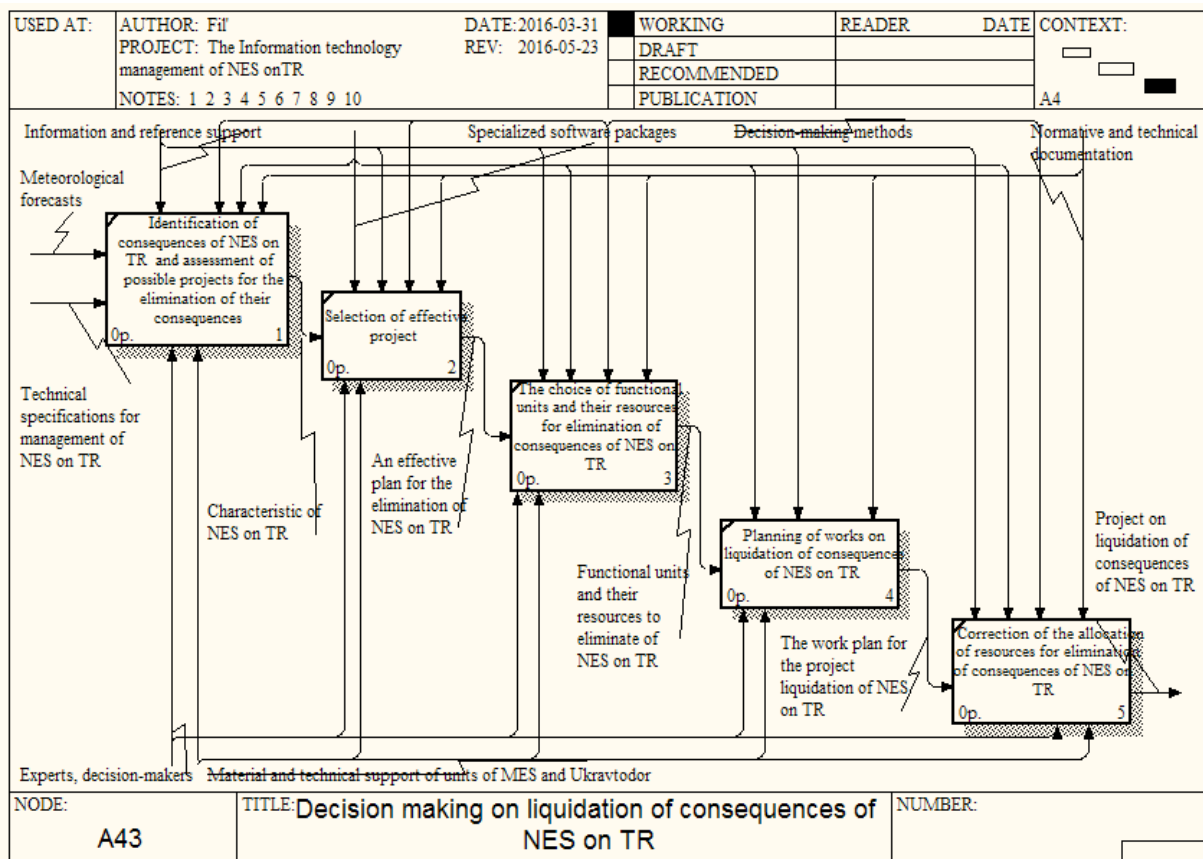 USED AT:
AUTHOR: Fil'
DATE:2016-03-31
PROJECT: The Information technology
REV: 2016-05-23
management of NES onTR
NOTES: 1 2 3 4 5 6 7 8 9 10
WORKING
DRAFT
RECOMMENDED
PUBLICATION
READER
DATE
CONTEXT:
A4
Information and reference support
Specialized software packages
Decision-making methods
Normative and technical
documentation
Meteorological
forecasts
Identification of
consequences of NES on
TR and assessment of
possible projects for the
elimination of their
consequences
0p.
1
Technical
specifications for
management of
NES on TR
Selection of effective
project
0p.
2
Characteristic of
NES on TR
An effective
plan for the
elimination of
NES on TR
The choice of functional
units and their resources
for elimination of
consequences of NES on
TR
0p.
3
Functional units
and their
resources to
eliminate of
NES on TR
Planning of works on
liquidation of consequences
of NES on TR
0p.
4
Project on
liquidation of
consequences
of NES on TR
The work plan for
the project
liquidation of NES
on TR
Correction of the allocation
of resources for elimination
of consequences of NES on
TR
0p.
5
Experts, decision-makers
Material and technical support of units of MES and Ukravtodor
NODE:
A43
TITLE:
Decision making on liquidation of consequences of
NES on TR
NUMBER: